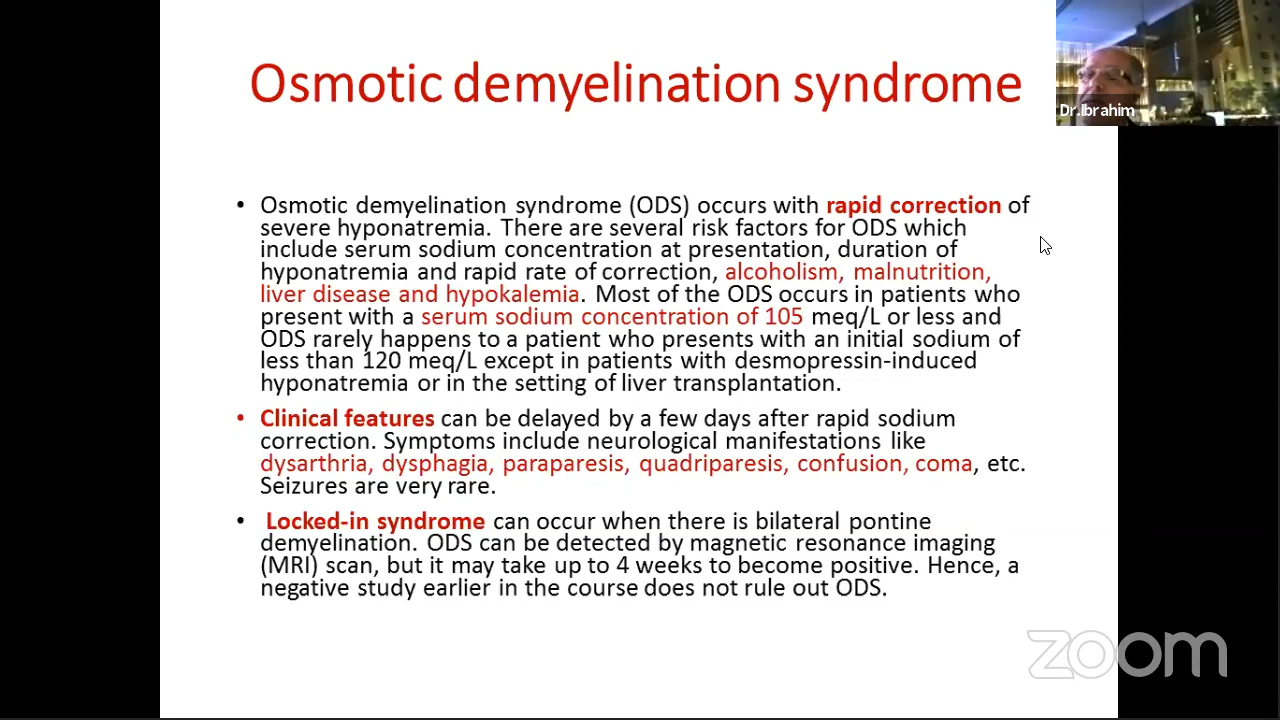 Osmotic demyelination syndrome
Dr.Ibrahim
• Osmotic demyelination syndrome (ODS) occurs with rapid correction of
severe hyponatremia. There are several risk factors for ODS which
include serum sodium concentration at presentation, duration of
hyponatremia and rapid rate of correction, alcoholism, malnutrition,
liver disease and hypokalemia. Most of the ODS occurs in patients who
present with a serum sodium concentration of 105 meq/L or less and
ODS rarely happens to a patient who presents with an initial sodium of
less than 120 meq/L except in patients with desmopressin-induced
hyponatremia or in the setting of liver transplantation.
• Clinical features can be delayed by a few days after rapid sodium
correction. Symptoms include neurological manifestations like
dysarthria, dysphagia, paraparesis, quadriparesis, confusion, coma, etc.
Seizures are very rare.
• Locked-in syndrome can occur when there is bilateral pontine
demyelination. ODS can be detected by magnetic resonance imaging
(MRI) scan, but it may take up to 4 weeks to become positive. Hence, a
negative study earlier in the course does not rule out ODS.
zoom